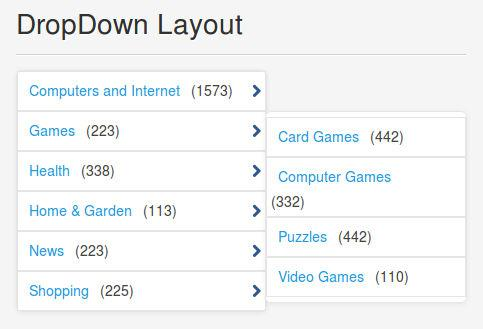 DropDown Layout
Computers and Internet (1573)
Games (223)
Health (338)
Home & Garden (113)
News (223)
Shopping (225)
Card Games (442)
Computer Games
(332)
Puzzles (442)
Video Games (110)